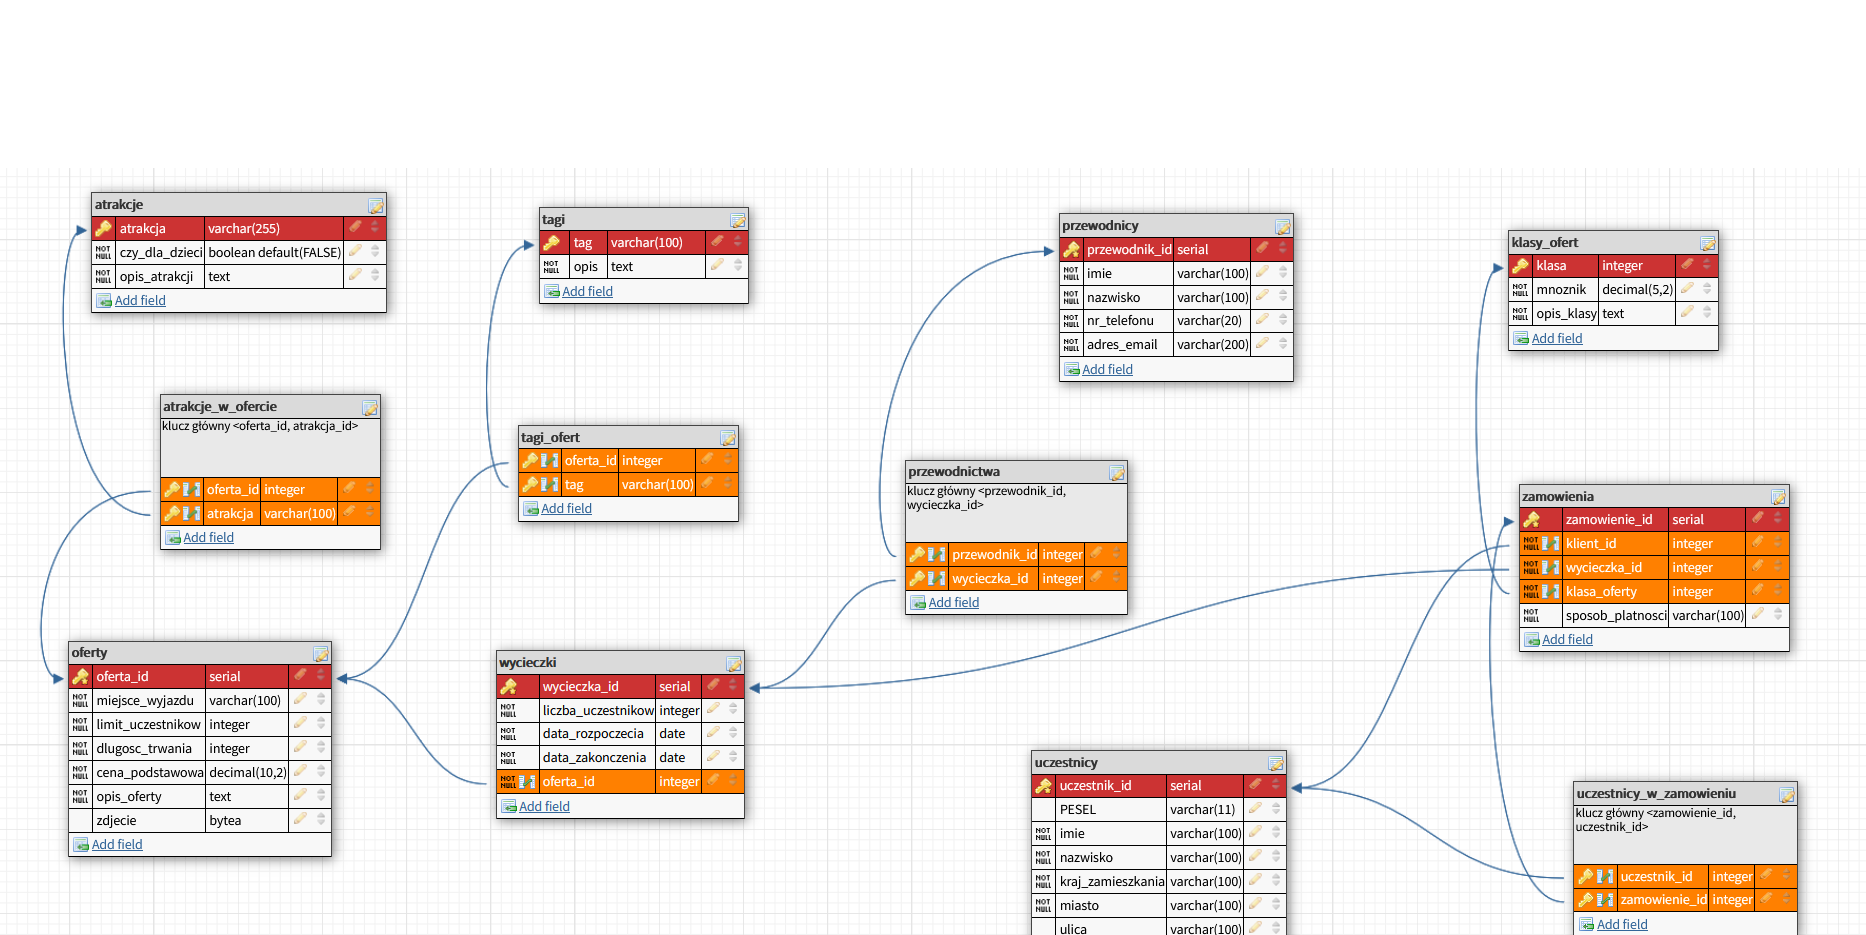 atrakcje
atrakcja varchar(255)
NOT NULL czy_dla_dzieci boolean default(FALSE)
NOT NULL opis_atrakcji text
Add field
tagi
tag varchar(100)
NOT NULL opis text
Add field
przewodnicy
przewodnik_id serial
NOT NULL imie varchar(100)
NOT NULL nazwisko varchar(100)
NOT NULL nr_telefonu varchar(20)
NOT NULL adres_email varchar(200)
Add field
klasy_ofert
klasa integer
NOT NULL mnoznik decimal(5,2)
NOT NULL opis_klasy text
Add field
atrakcje_w_ofercie
klucz główny <oferta_id, atrakcja_id>
oferta_id integer
atrakcja varchar(100)
Add field
tagi_ofert
oferta_id integer
tag varchar(100)
Add field
przewodnictwa
klucz główny <przewodnik_id,
wycieczka_id>
przewodnik_id integer
wycieczka_id integer
Add field
zamowienia
zamowienie_id serial
NOT NULL klient_id integer
NOT NULL wycieczka_id integer
NOT NULL klasa_oferty integer
NOT NULL sposob_platnosci varchar(100)
Add field
oferty
oferta_id serial
NOT NULL miejsce_wyjazdu varchar(100)
NOT NULL limit_uczestnikow integer
NOT NULL dlugosc_trwania integer
NOT NULL cena_podstawowa decimal(10,2)
NOT NULL opis_oferty text
zdjecie bytea
Add field
wycieczki
wycieczka_id serial
NOT NULL liczba_uczestnikow integer
NOT NULL data_rozpoczecia date
NOT NULL data_zakonczenia date
NOT NULL oferta_id integer
Add field
uczestnicy
uczestnik_id serial
PESEL varchar(11)
NOT NULL imie varchar(100)
NOT NULL nazwisko varchar(100)
NOT NULL kraj_zamieszkania varchar(100)
NOT NULL miasto varchar(100)
NOT NULL ulica varchar(100)
uczestnicy_w_zamowieniu
klucz główny <zamowienie_id,
uczestnik_id>
uczestnik_id integer
zamowienie_id integer
Add field